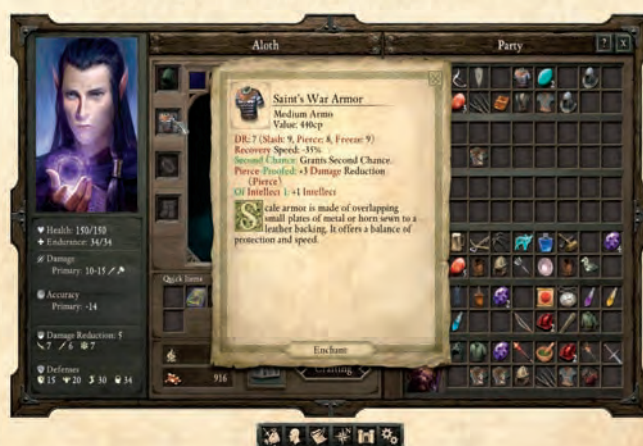 Aloth
Party
? X
Saint's War Armor
Medium Armo
Value: 440cp
DR: 7 (Slash: 9, Pierce: 8, Freeze: 9)
Recovery Speed: -35%
Second Chance: Grants Second Chance.
Pierce-Proofed: +3 Damage Reduction
(Pierce)
Of Intellect 1: +1 Intellect
Scale armor is made of overlapping
small plates of metal or horn sewn to a
leather backing. It offers a balance of
protection and speed.
Enchant
Health: 150/150
Endurance: 34/34
Damage
Primary: 10-15
Accuracy
Primary: -14
Damage Reduction: 5
7 6 7
Defenses
15 20 30 34
Quick Items
916
Crafting
N